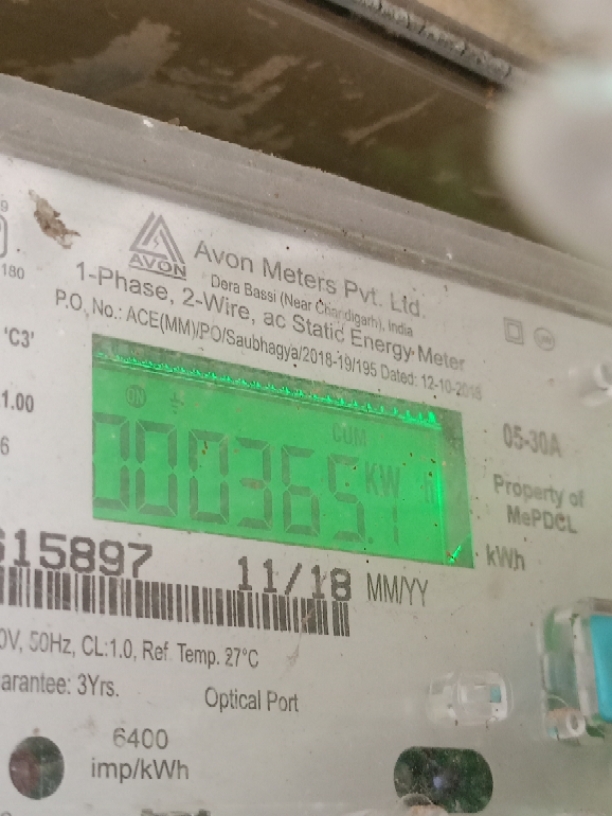 AVON
Avon Meters Pvt. Ltd.
Dera Bassi (Near Chandigarh), India
1-Phase, 2-Wire, ac Static Energy Meter
P.O. No.: ACE(MM)/PO/Saubhagya/2018-19/195 Dated: 12-10-2018
180
'C3'
1.00
6
ON
CUM
000365.1 KW
05-30A
Property of
MePDCL
kWh
615897
11/18 MM/YY
0V, 50Hz, CL:1.0, Ref. Temp. 27°C
arantee: 3Yrs.
Optical Port
6400
imp/kWh